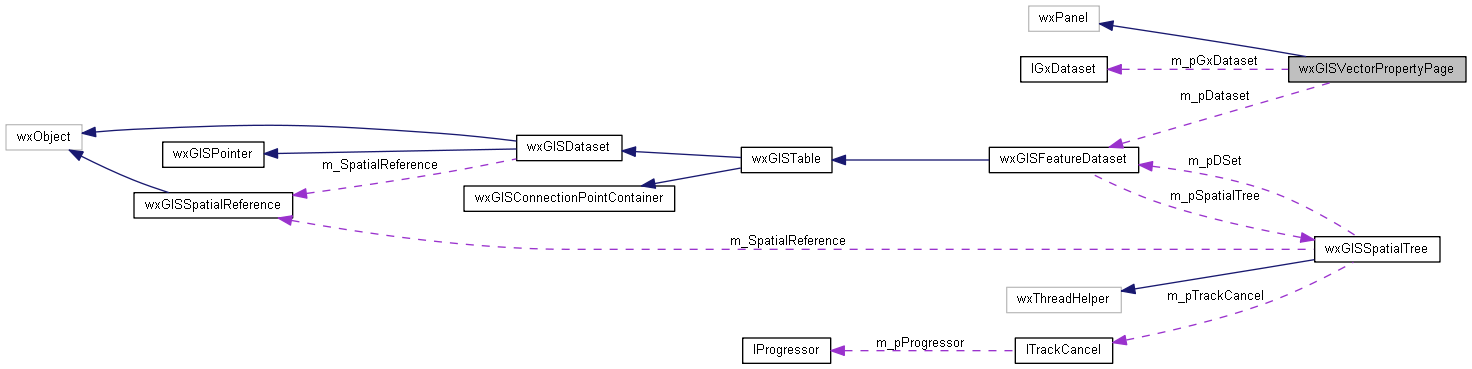 wxPanel
IGxDataset
m_pGxDataset
wxGISVectorPropertyPage
m_pDataset
wxObject
wxGISPointer
wxGISDataset
m_SpatialReference
wxGISTable
wxGISFeatureDataset
m_pDSet
wxGISConnectionPointContainer
wxGISSpatialReference
m_pSpatialTree
m_SpatialReference
wxGISSpatialTree
wxThreadHelper
m_pTrackCancel
IProgressor
m_pProgressor
ITrackCancel